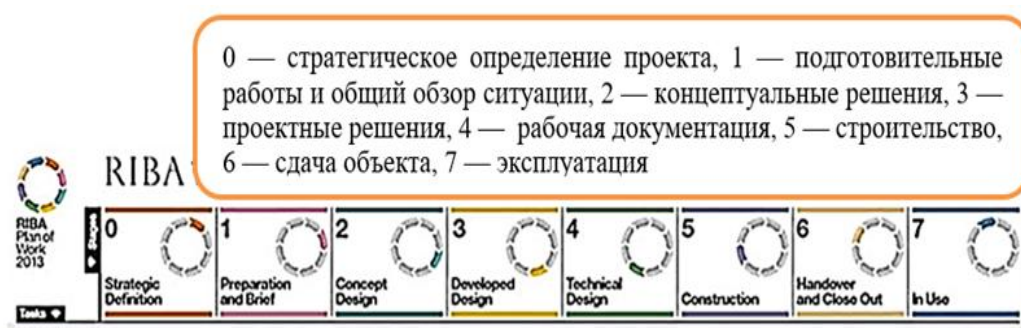 0 — стратегическое определение проекта, 1 — подготовительные
работы и общий обзор ситуации, 2 — концептуальные решения, 3 —
проектные решения, 4 — рабочая документация, 5 — строительство,
6 — сдача объекта, 7 — эксплуатация
RIBA
RIBA
Plan of
Work
2013
Stages
0
Strategic
Definition
1
Preparation
and Brief
2
Concept
Design
3
Developed
Design
4
Technical
Design
5
Construction
6
Handover
and Close Out
7
In Use
Tasks